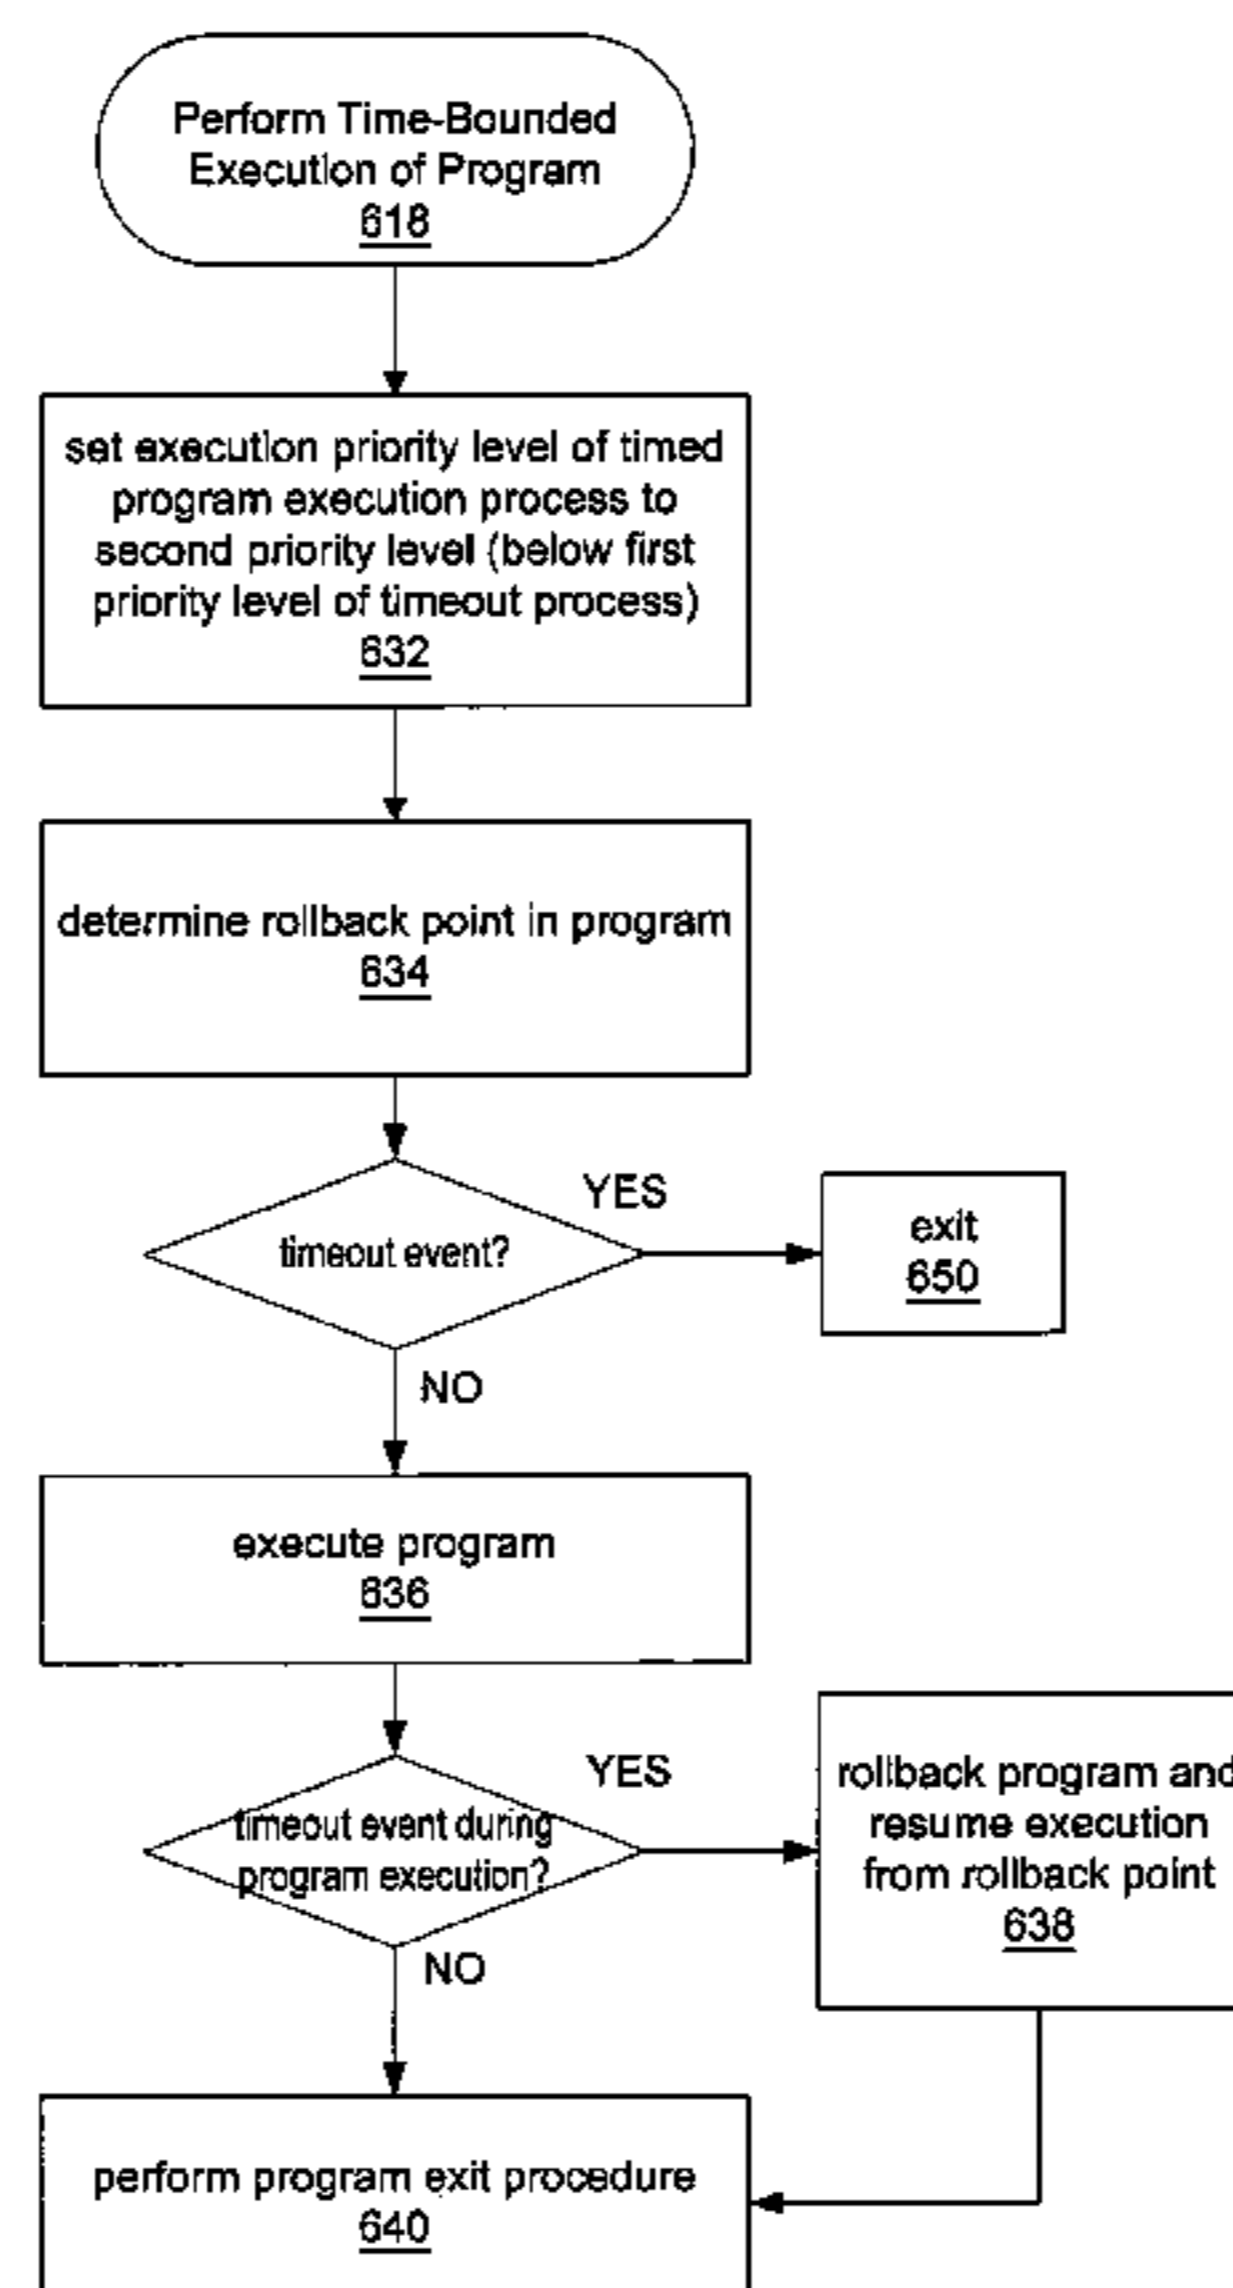 Perform Time-Bounded
Execution of Program
618
set execution priority level of timed
program execution process to
second priority level (below first
priority level of timeout process)
632
determine rollback point in program
634
timeout event?
YES
exit
650
NO
execute program
636
timeout event during
program execution?
YES
rollback program and
resume execution
from rollback point
638
NO
perform program exit procedure
640